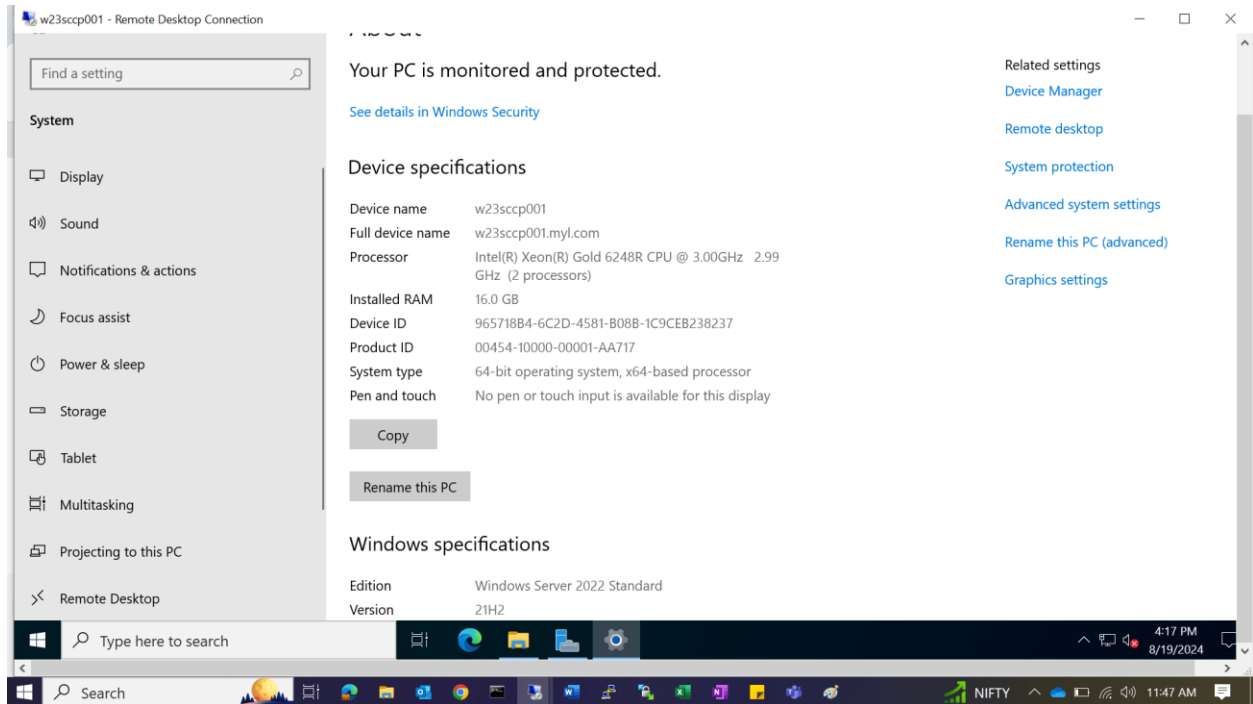 w23sccp001 - Remote Desktop Connection
Find a setting
System
Display
Sound
Notifications & actions
Focus assist
Power & sleep
Storage
Tablet
Multitasking
Projecting to this PC
Remote Desktop
About
Your PC is monitored and protected.
See details in Windows Security
Device specifications
Device name w23sccp001
Full device name w23sccp001.myl.com
Processor Intel(R) Xeon(R) Gold 6248R CPU @ 3.00GHz 2.99
GHz (2 processors)
Installed RAM 16.0 GB
Device ID 965718B4-6C2D-4581-B08B-1C9CEB238237
Product ID 00454-10000-00001-AA717
System type 64-bit operating system, x64-based processor
Pen and touch No pen or touch input is available for this display
Copy
Rename this PC
Windows specifications
Edition Windows Server 2022 Standard
Version 21H2
Related settings
Device Manager
Remote desktop
System protection
Advanced system settings
Rename this PC (advanced)
Graphics settings
Type here to search
4:17 PM
8/19/2024
Search
NIFTY
11:47 AM